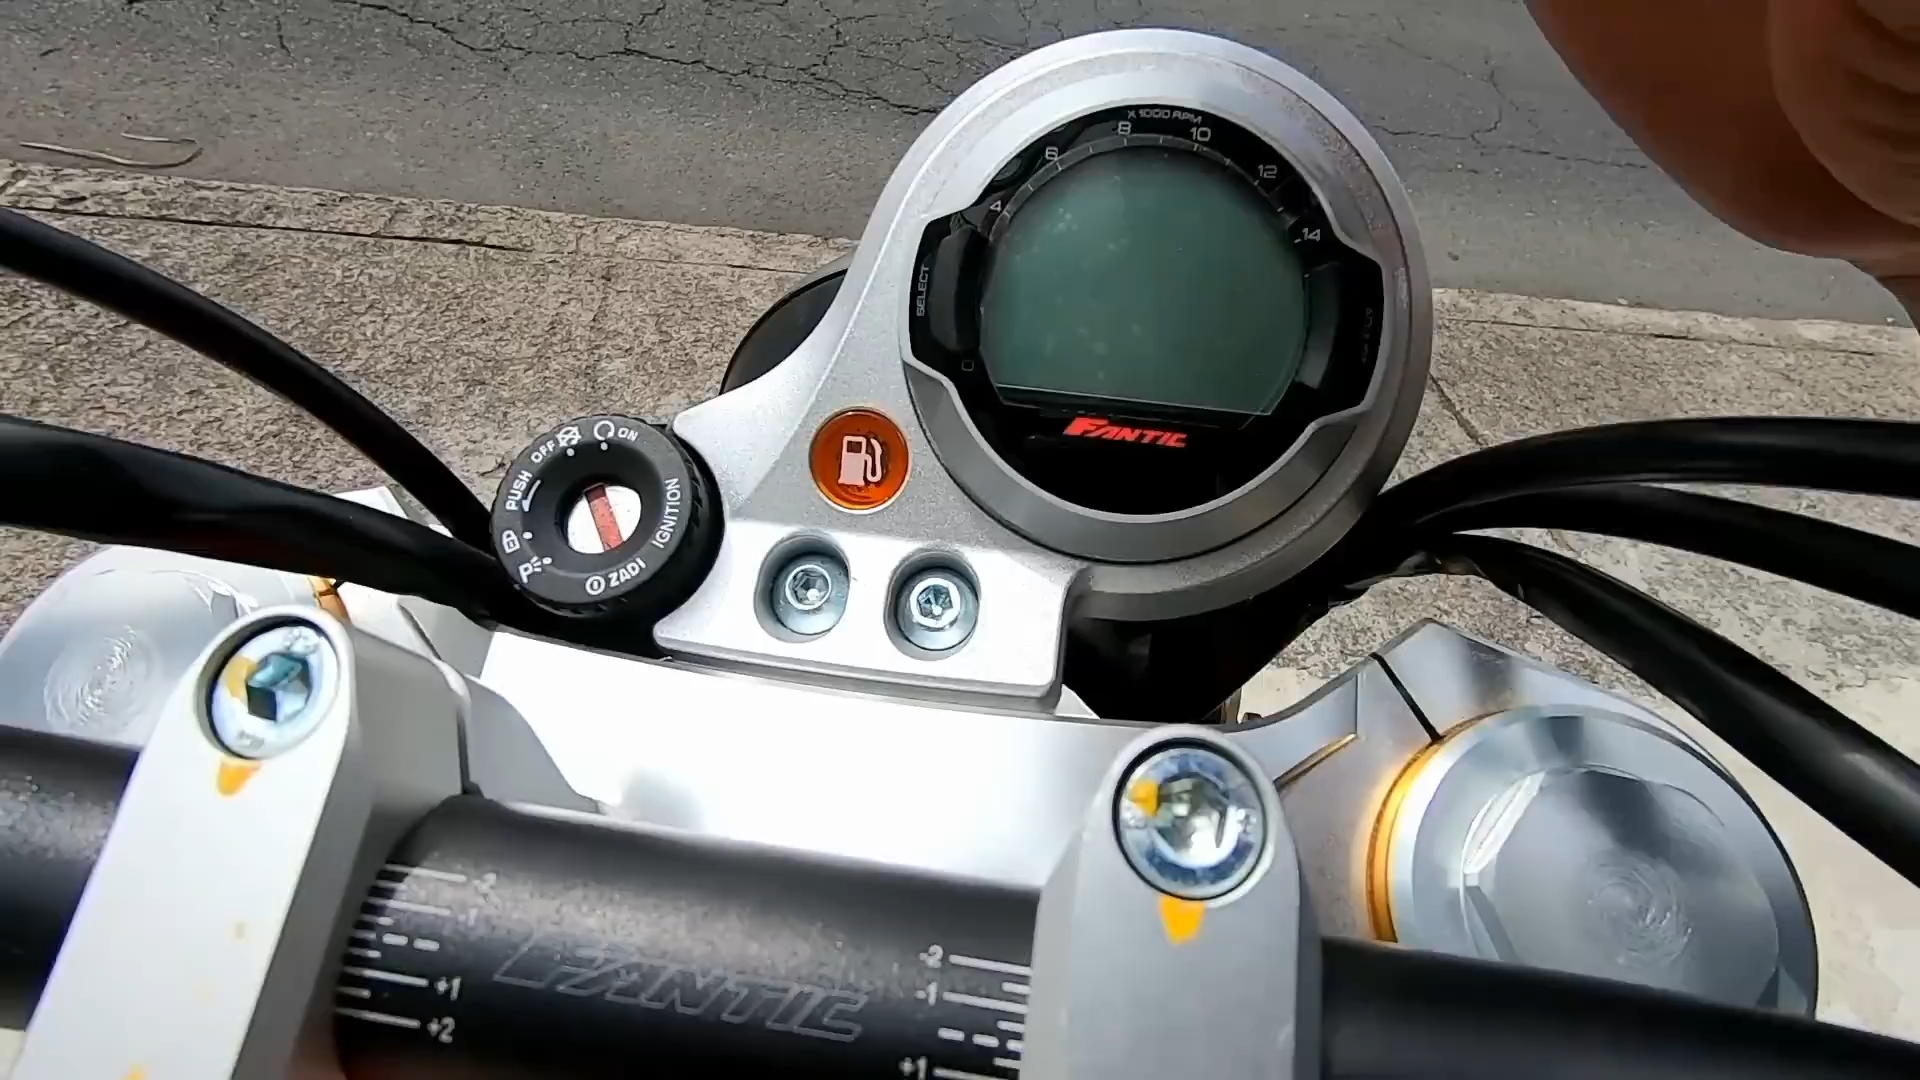 X 1000 RPM
4
6
8
10
12
14
SELECT
0
FANTIC
ON
OFF
PUSH
P
IGNITION
ZADI
-2
-1
+1
+2
FANTIC
-2
-1
+1